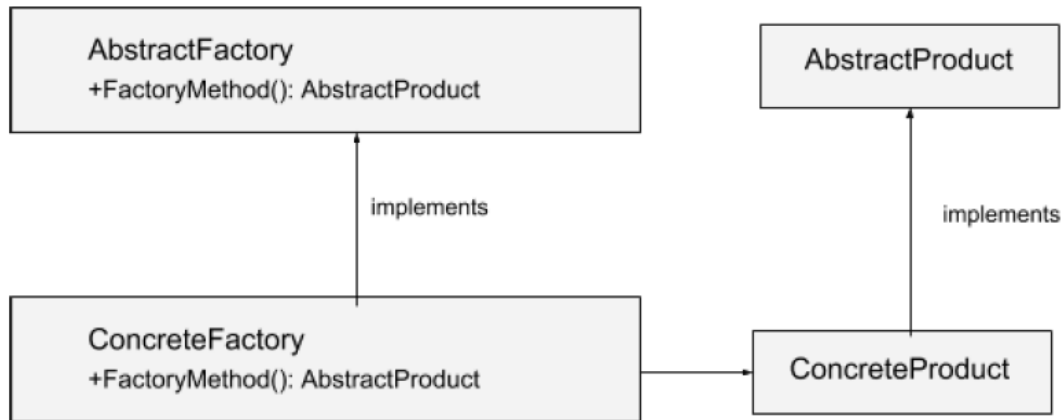 AbstractFactory
+FactoryMethod(): AbstractProduct
AbstractProduct
implements
implements
ConcreteFactory
+FactoryMethod(): AbstractProduct
ConcreteProduct